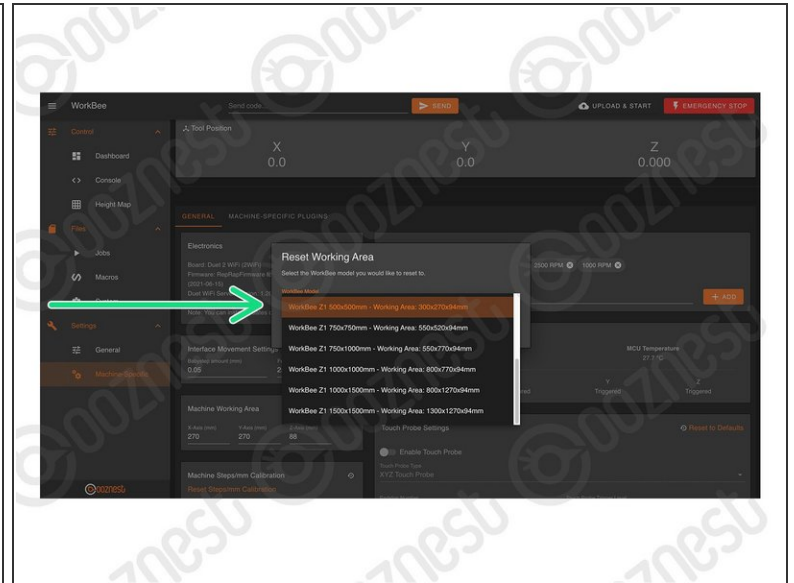 WorkBee
Send code...
SEND
UPLOAD & START
EMERGENCY STOP
Control
Dashboard
Console
Height Map
Files
Jobs
Macros
Settings
General
Machine-Specific
ooznest
Tool Position
X
Y
Z
0.0
0.0
0.000
GENERAL
MACHINE-SPECIFIC PLUGINS
Electronics
Board: Duet 2 WiFi (2WiFi)
Firmware: RepRapFirmware
(2021-06-15)
Duet WiFi
Note: You can
2500 RPM
1000 RPM
+ ADD
Reset Working Area
Select the WorkBee model you would like to reset to.
WorkBee Model
WorkBee Z1 500x500mm - Working Area: 300x270x94mm
WorkBee Z1 750x750mm - Working Area: 550x520x94mm
WorkBee Z1 750x1000mm - Working Area: 550x770x94mm
WorkBee Z1 1000x1000mm - Working Area: 800x770x94mm
WorkBee Z1 1000x1500mm - Working Area: 800x1270x94mm
WorkBee Z1 1500x1500mm - Working Area: 1300x1270x94mm
Interface Movement Settings
0.05
MCU Temperature
Y
Z
Triggered
Triggered
Machine Working Area
X-Axis (mm)
Y-Axis (mm)
270
270
88
Machine Steps/mm Calibration
Reset Steps/mm Calibration
Touch Probe Settings
Reset to Defaults
Enable Touch Probe
Touch Probe Type
XYZ Touch Probe